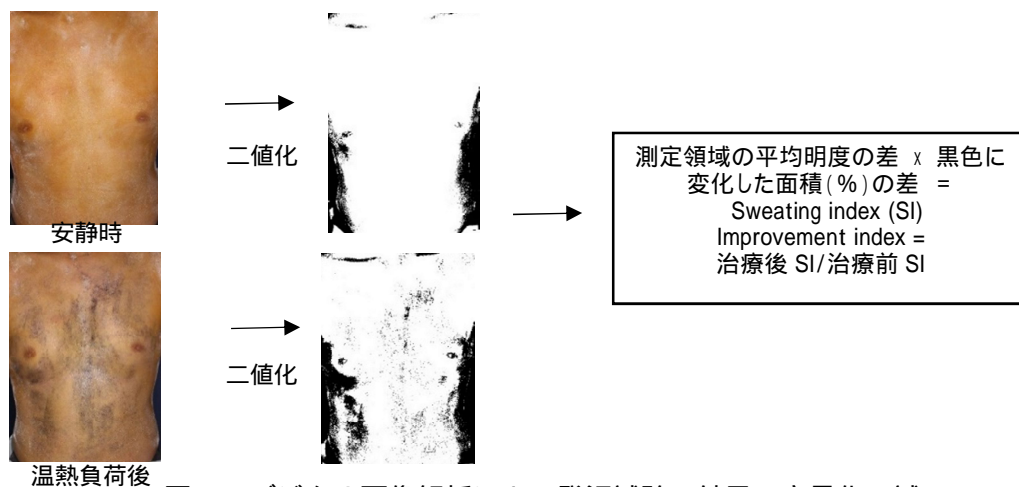 二値化
安静時
測定領域の平均明度の差 x 黒色に
変化した面積(%)の差 =
Sweating index (SI)
Improvement index =
治療後 SI/治療前 SI
二値化
温熱負荷後